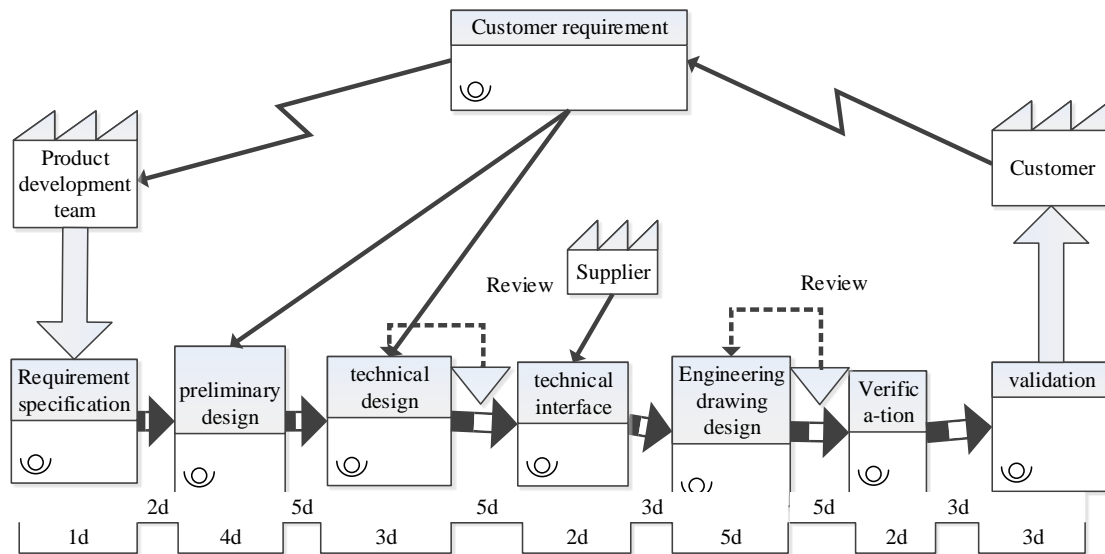 Customer requirement
Product
development
team
Customer
Supplier
Review
Review
Requirement
specification
preliminary
design
technical
design
technical
interface
Engineering
drawing
design
Verific
a-tion
validation
2d
5d
5d
3d
5d
3d
1d
4d
3d
2d
5d
2d
3d